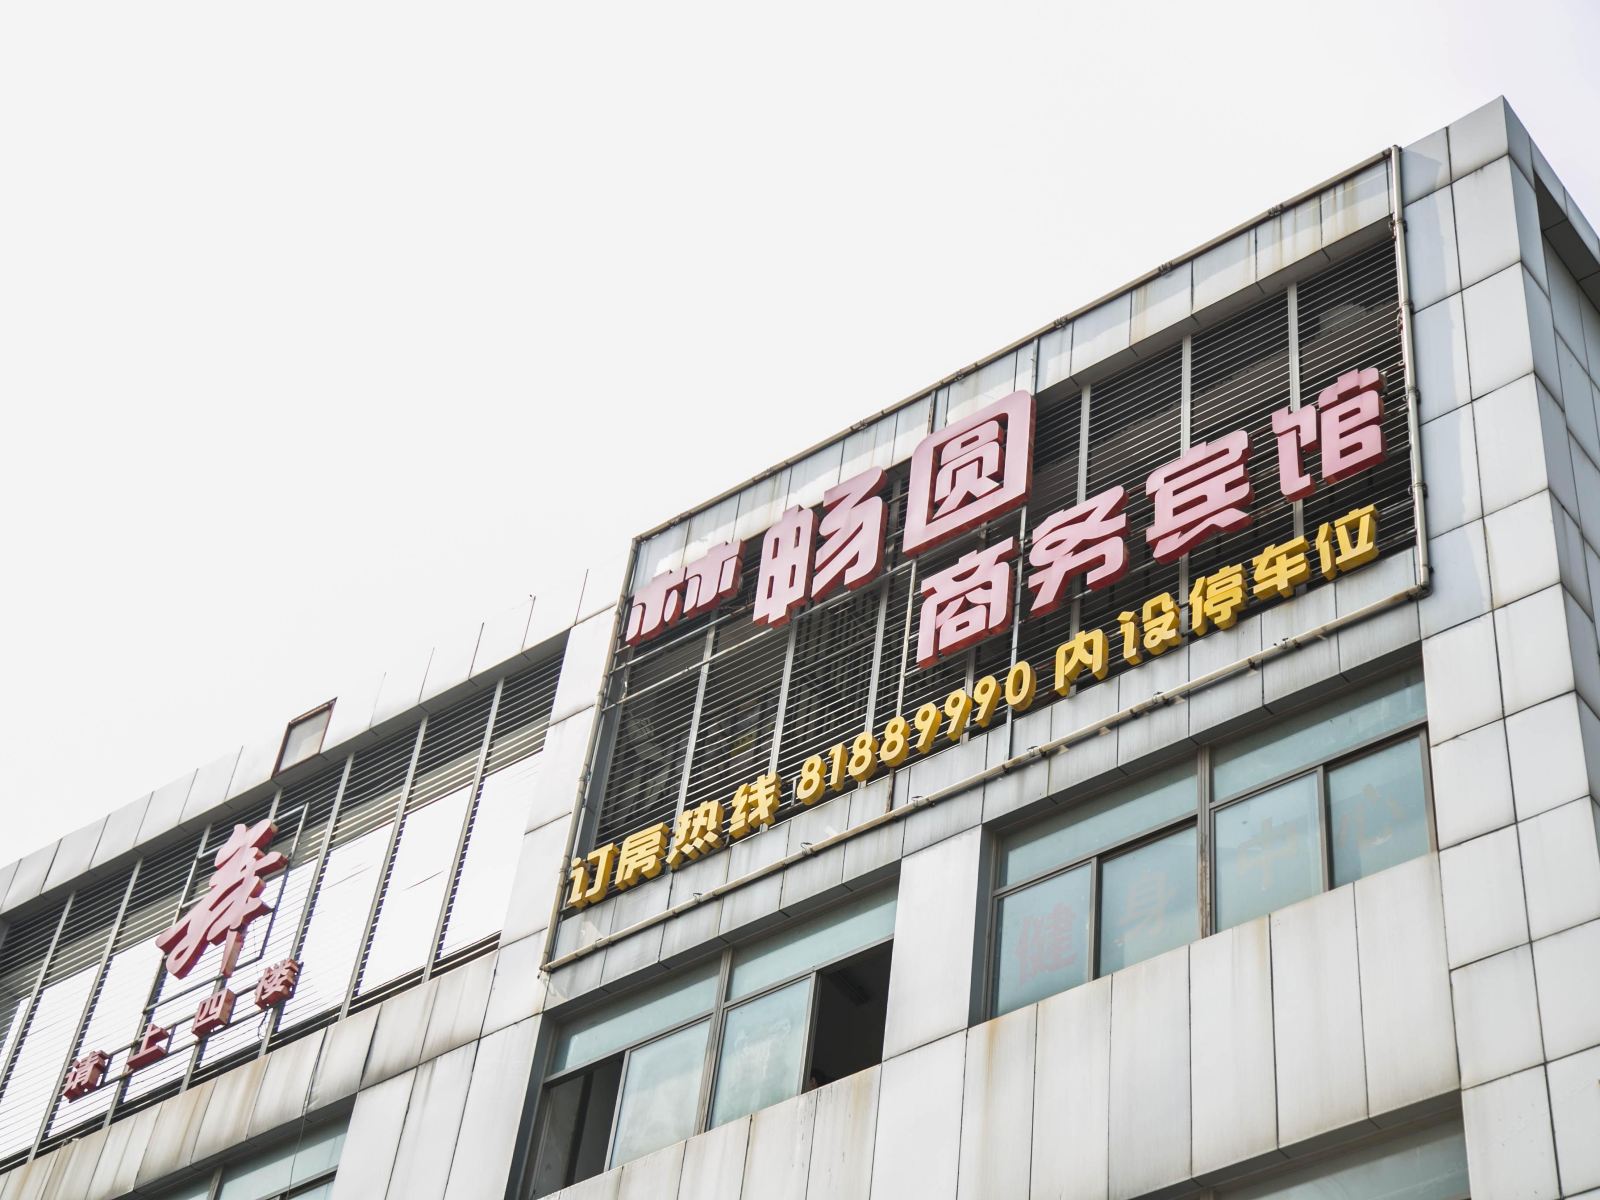 林畅圆
商务宾馆
订房热线 81889990 内设停车位
舞
请上四楼
健身中心